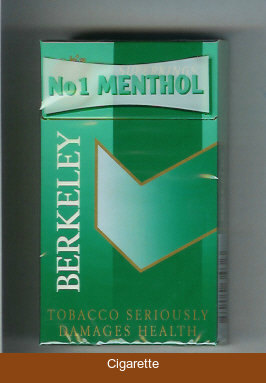 No1 MENTHOL
BERKELEY
TOBACCO SERIOUSLY
DAMAGES HEALTH
Cigarette